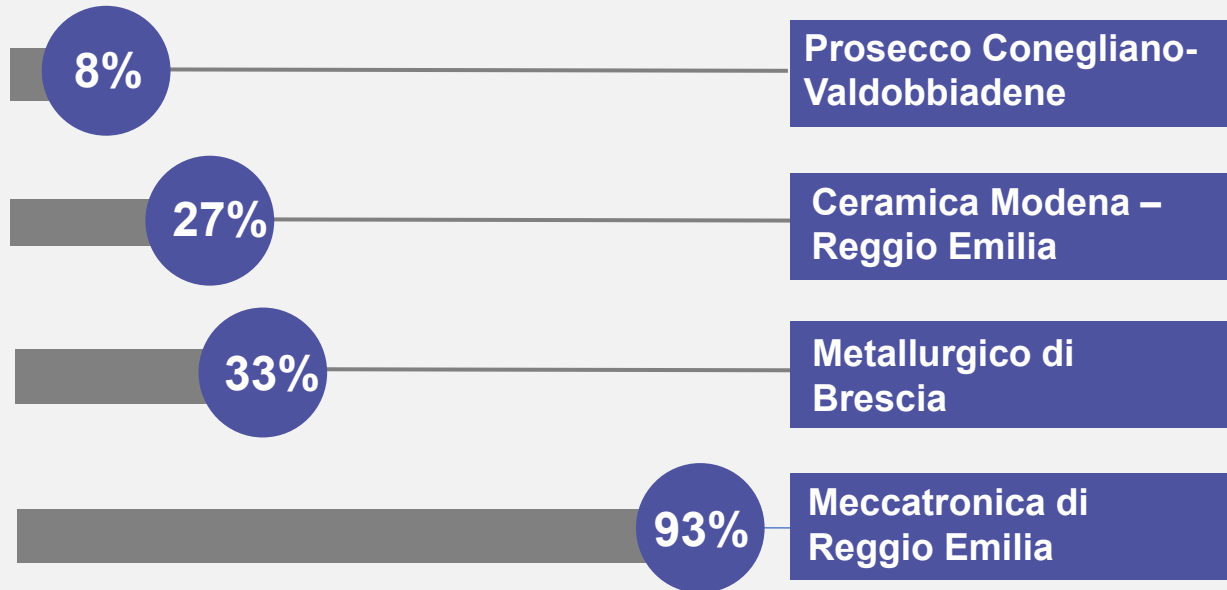 8%
Prosecco Conegliano-
Valdobbiadene
27%
Ceramica Modena –
Reggio Emilia
33%
Metallurgico di
Brescia
93%
Meccatronica di
Reggio Emilia